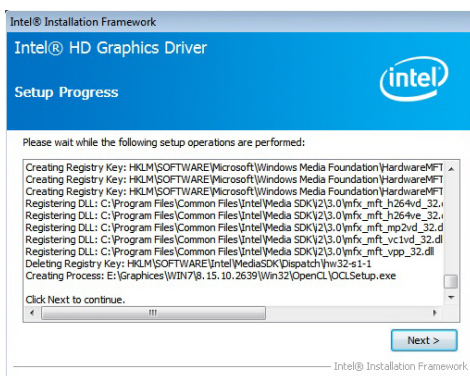 Intel® Installation Framework
Intel® HD Graphics Driver
intel
Setup Progress
Please wait while the following setup operations are performed:
Creating Registry Key: HKLM\SOFTWARE\Microsoft\Windows Media Foundation\HardwareMFT
Creating Registry Key: HKLM\SOFTWARE\Microsoft\Windows Media Foundation\HardwareMFT
Creating Registry Key: HKLM\SOFTWARE\Microsoft\Windows Media Foundation\HardwareMFT
Registering DLL: C:\Program Files\Common Files\Intel\Media SDK\i2\3.0\mfx_mft_h264vd_32.
Registering DLL: C:\Program Files\Common Files\Intel\Media SDK\i2\3.0\mfx_mft_h264ve_32.
Registering DLL: C:\Program Files\Common Files\Intel\Media SDK\i2\3.0\mfx_mft_mp2vd_32.d
Registering DLL: C:\Program Files\Common Files\Intel\Media SDK\i2\3.0\mfx_mft_vc1vd_32.dll
Registering DLL: C:\Program Files\Common Files\Intel\Media SDK\i2\3.0\mfx_mft_vpp_32.dll
Deleting Registry Key: HKLM\SOFTWARE\Intel\MediaSDK\Dispatch\hw32-s1-1
Creating Process: E:\Graphices\WIN7\8.15.10.2639\Win32\OpenCL\OCLSetup.exe
Click Next to continue.
Next >
Intel® Installation Framework